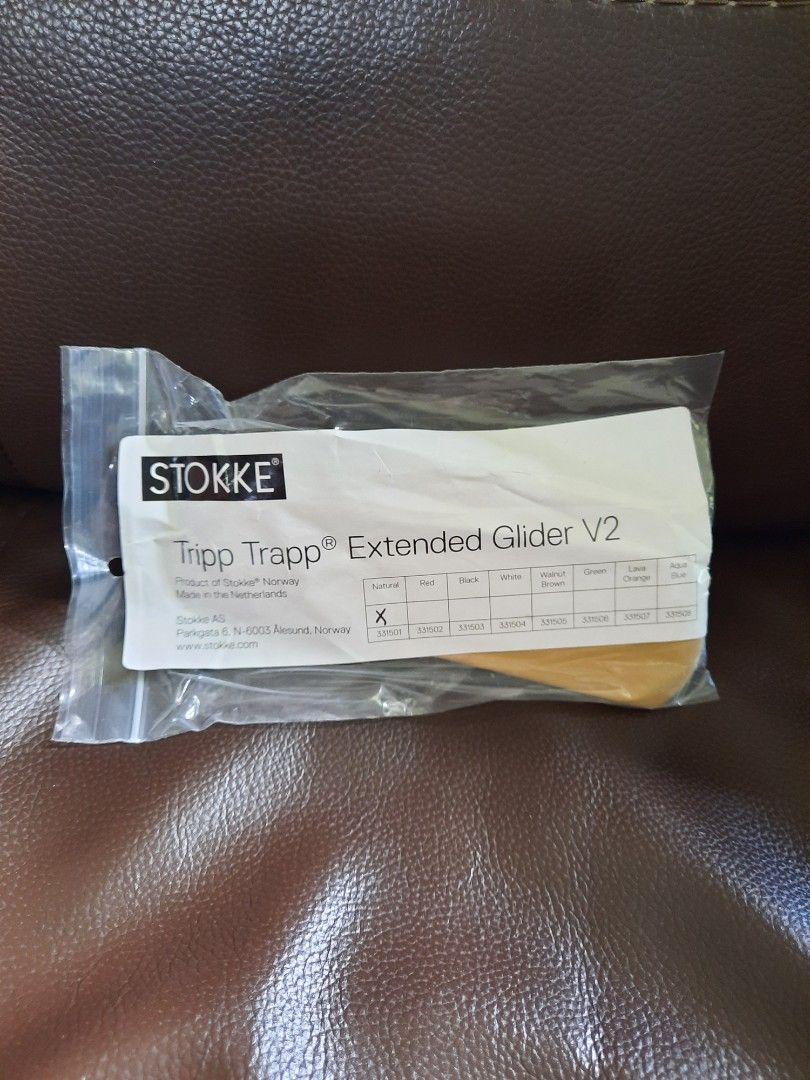 STOKKE®
Tripp Trapp® Extended Glider V2
Product of Stokke® Norway
Made in the Netherlands
Stokke AS
Parkgata 6, N-6003 Ålesund, Norway
www.stokke.com
Natural Red Black White Walnut Brown Green Lava Orange Aqua Blue
X
331501 331502 331503 331504 331505 331506 331507 331508